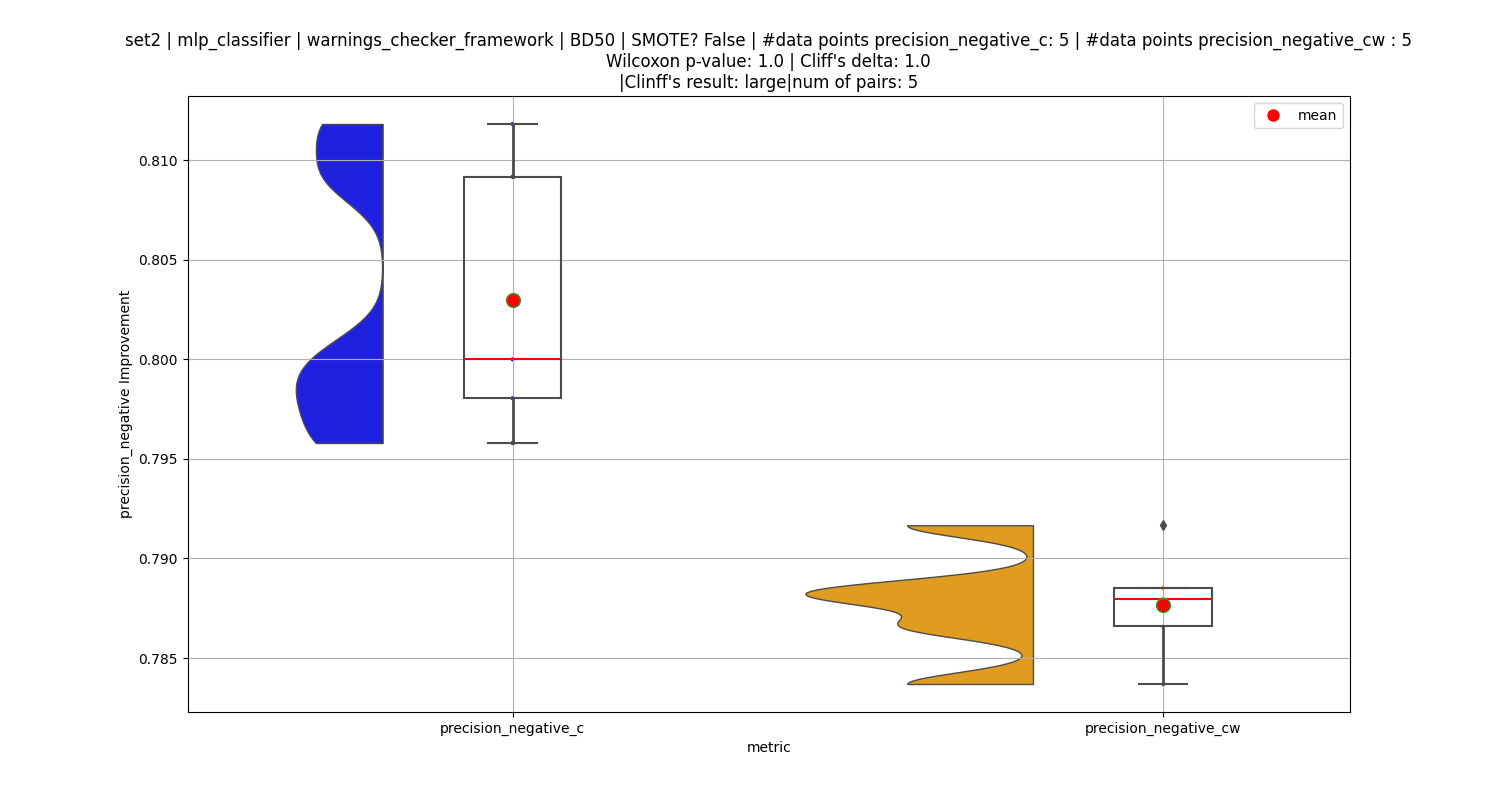 set2 | mlp_classifier | warnings_checker_framework | BD50 | SMOTE? False | #data points precision_negative_c: 5 | #data points precision_negative_cw : 5
Wilcoxon p-value: 1.0 | Cliff's delta: 1.0
|Clinff's result: large|num of pairs: 5
mean
0.810
0.805
0.800
0.795
0.790
0.785
precision_negative Improvement
precision_negative_c
precision_negative_cw
metric